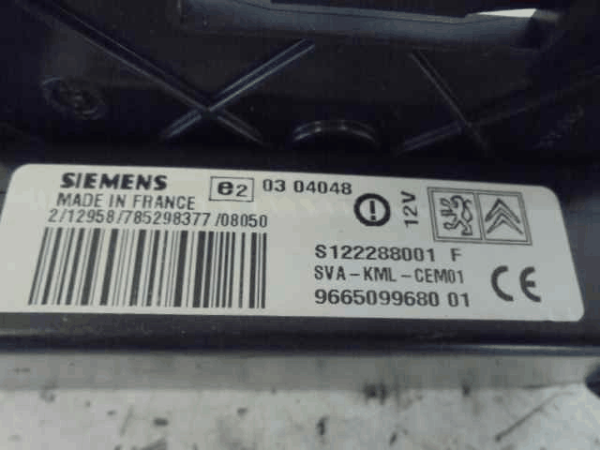 SIEMENS e2 03 04048
MADE IN FRANCE 12V
2/12958/785298377/08050
S122288001 F
SVA-KML-CEM01
9665099680 01 CE